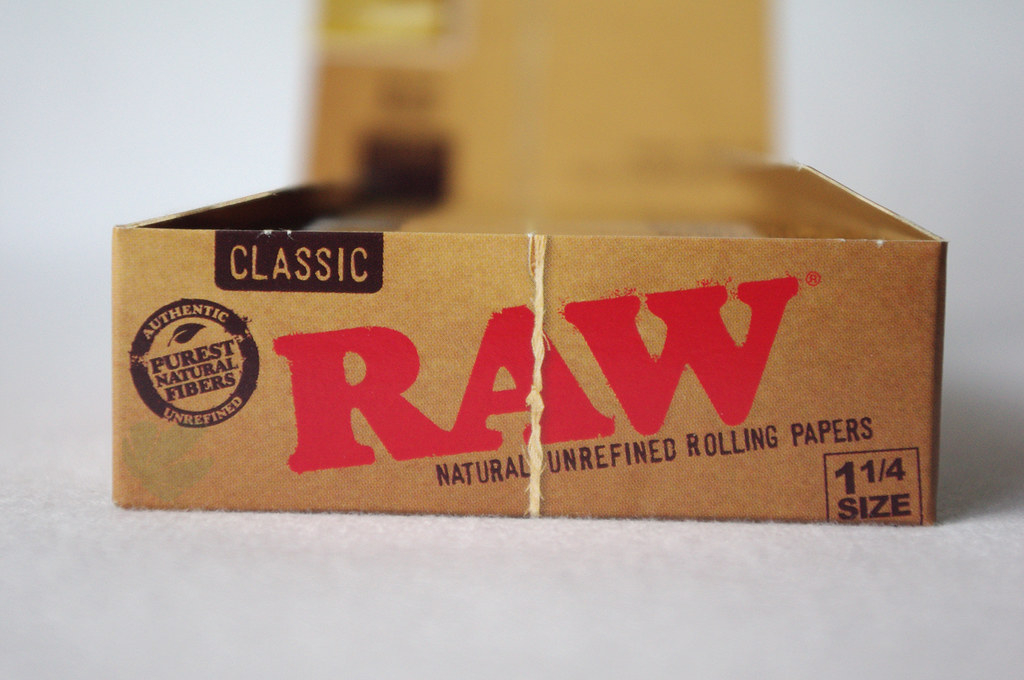 CLASSIC
AUTHENTIC
PUREST
NATURAL
FIBERS
UNREFINED
RAW®
NATURAL UNREFINED ROLLING PAPERS
1 1/4
SIZE